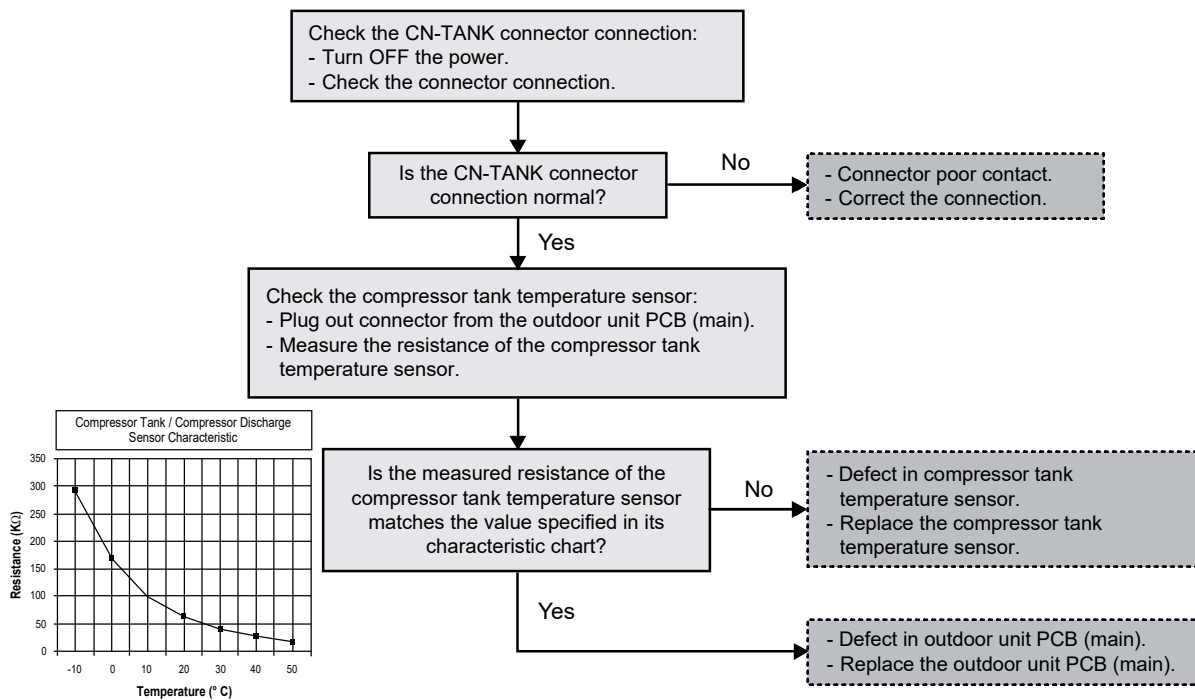 Check the CN-TANK connector connection:
- Turn OFF the power.
- Check the connector connection.
Is the CN-TANK connector
connection normal?
No
- Connector poor contact.
- Correct the connection.
Yes
Check the compressor tank temperature sensor:
- Plug out connector from the outdoor unit PCB (main).
- Measure the resistance of the compressor tank
temperature sensor.
Compressor Tank / Compressor Discharge
Sensor Characteristic
Resistance (KΩ)
350
300
250
200
150
100
50
0
-10 0 10 20 30 40 50
Temperature (° C)
Is the measured resistance of the
compressor tank temperature sensor
matches the value specified in its
characteristic chart?
No
- Defect in compressor tank
temperature sensor.
- Replace the compressor tank
temperature sensor.
Yes
- Defect in outdoor unit PCB (main).
- Replace the outdoor unit PCB (main).